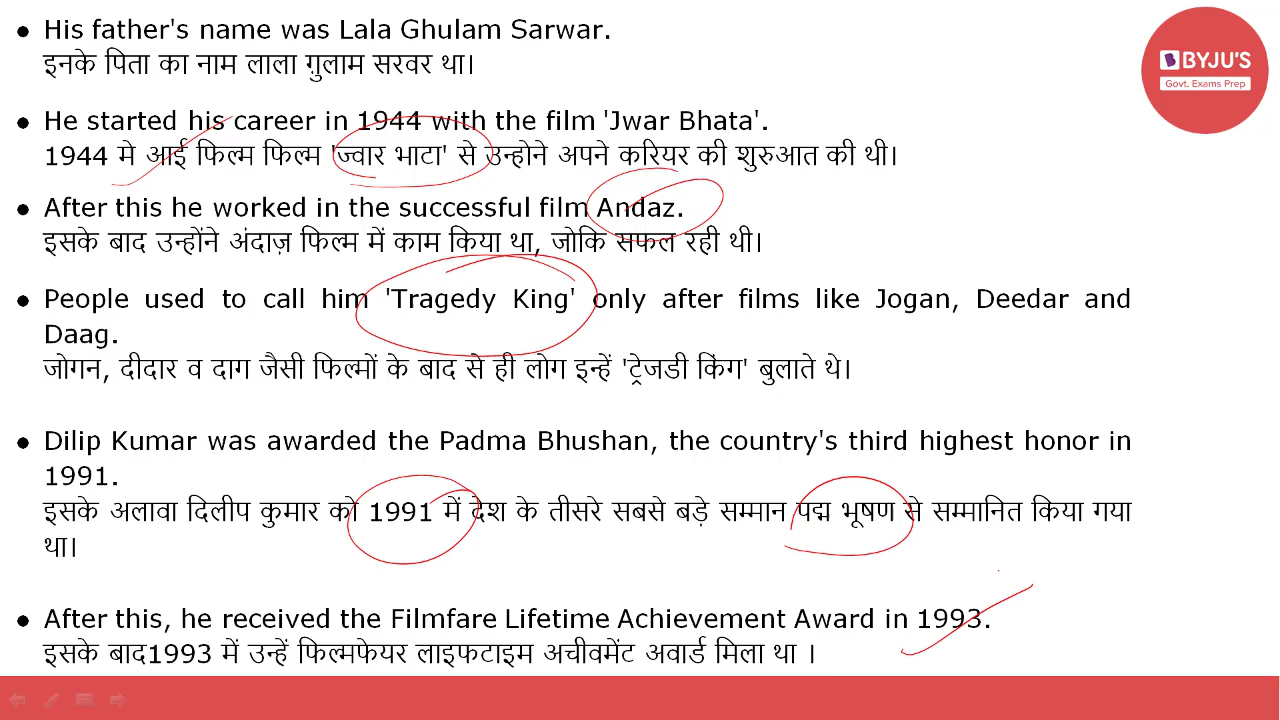 His father's name was Lala Ghulam Sarwar.
इनके पिता का नाम लाला ग़ुलाम सरवर था।
He started his career in 1944 with the film 'Jwar Bhata'.
1944 मे आई फिल्म फिल्म 'ज्वार भाटा' से उन्होने अपने करियर की शुरुआत की थी।
After this he worked in the successful film Andaz.
इसके बाद उन्होंने अंदाज़ फिल्म में काम किया था, जोकि सफल रही थी।
People used to call him 'Tragedy King' only after films like Jogan, Deedar and
Daag.
जोगन, दीदार व दाग जैसी फिल्मों के बाद से ही लोग इन्हें 'ट्रेजडी किंग' बुलाते थे।
Dilip Kumar was awarded the Padma Bhushan, the country's third highest honor in
1991.
इसके अलावा दिलीप कुमार को 1991 में देश के तीसरे सबसे बड़े सम्मान पद्म भूषण से सम्मानित किया गया
था।
After this, he received the Filmfare Lifetime Achievement Award in 1993.
इसके बाद1993 में उन्हें फिल्मफेयर लाइफटाइम अचीवमेंट अवार्ड मिला था ।
BYJU'S
Govt. Exams Prep